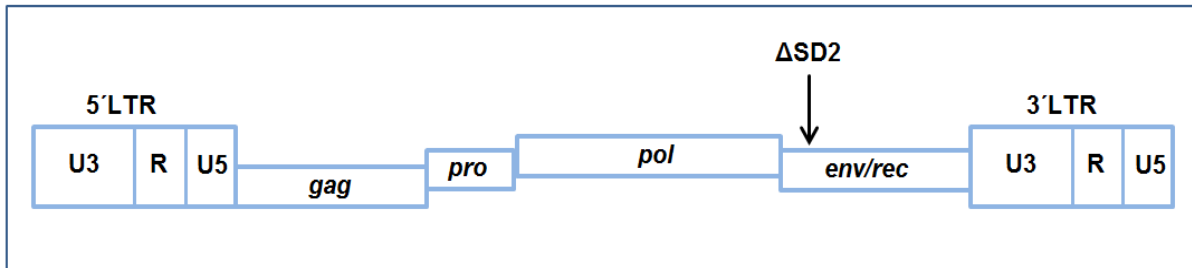 ΔSD2
5´LTR
3´LTR
U3 R U5 gag pro pol env/rec U3 R U5